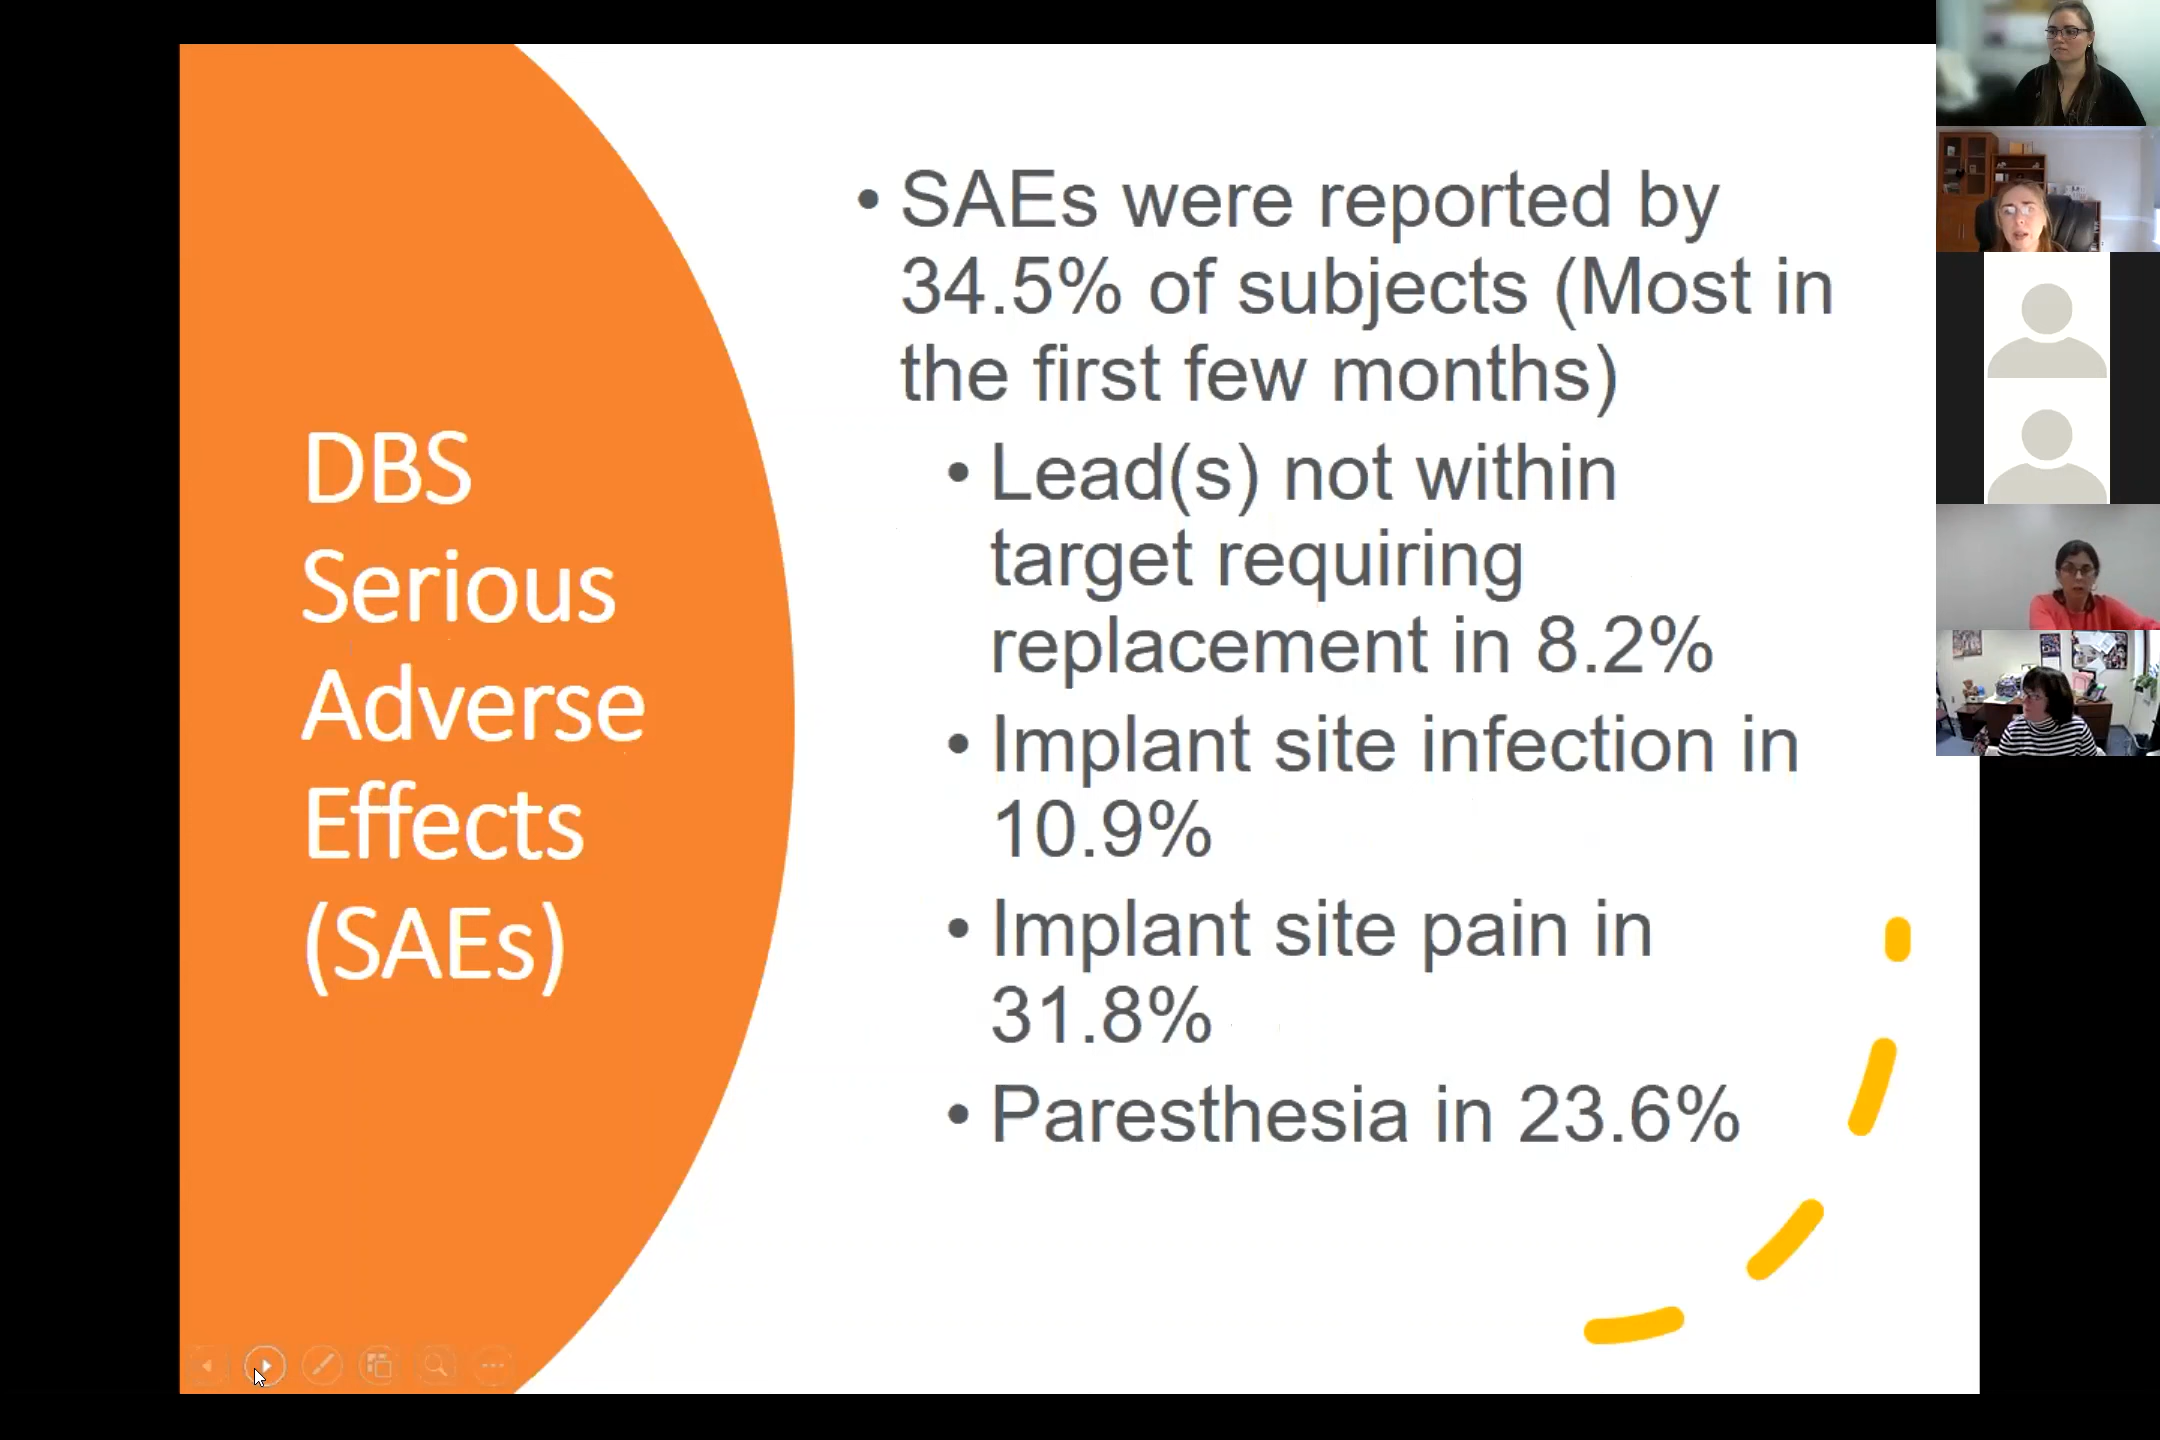 DBS
Serious
Adverse
Effects
(SAEs)
• SAEs were reported by
34.5% of subjects (Most in
the first few months)
• Lead(s) not within
target requiring
replacement in 8.2%
• Implant site infection in
10.9%
• Implant site pain in
31.8%
• Paresthesia in 23.6%